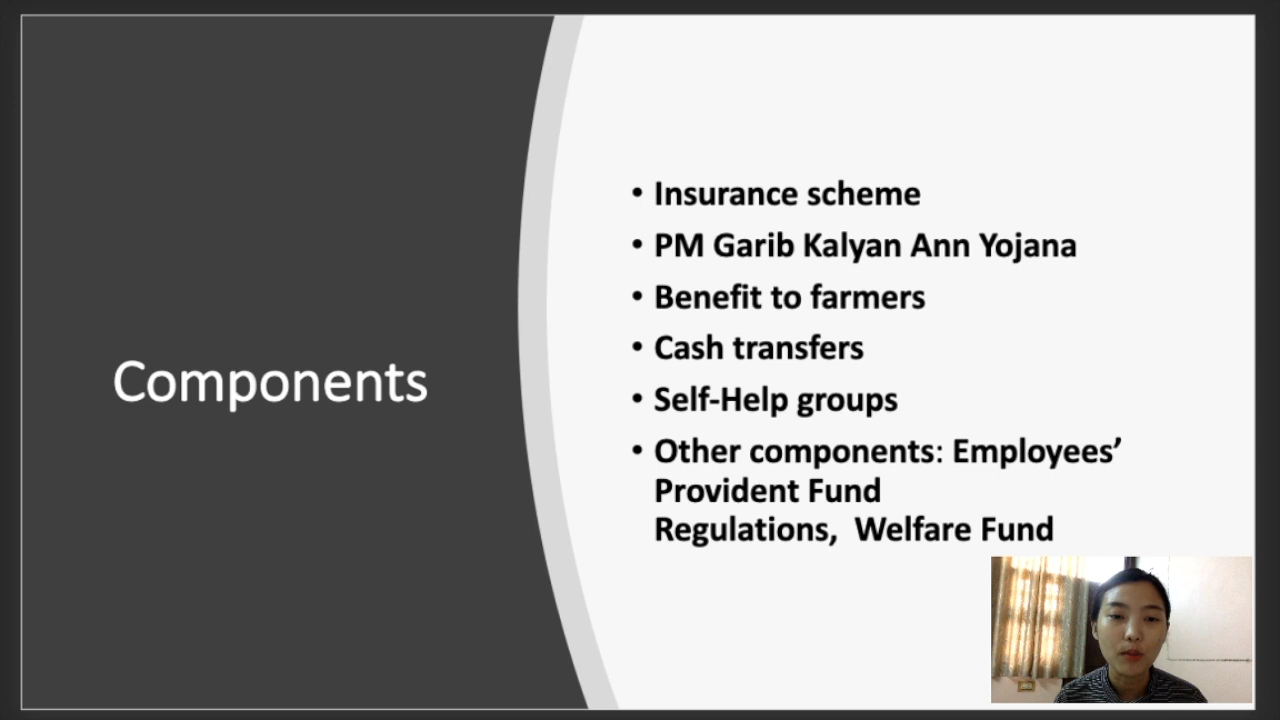 Components
• Insurance scheme
• PM Garib Kalyan Ann Yojana
• Benefit to farmers
• Cash transfers
• Self-Help groups
• Other components: Employees’
Provident Fund
Regulations,  Welfare Fund